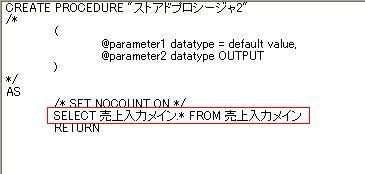 CREATE PROCEDURE "ストアドプロシージャ2"
/*
(
@parameter1 datatype = default value,
@parameter2 datatype OUTPUT
)
*/
AS
/* SET NOCOUNT ON */
SELECT 売上入力メイン.* FROM 売上入力メイン
RETURN